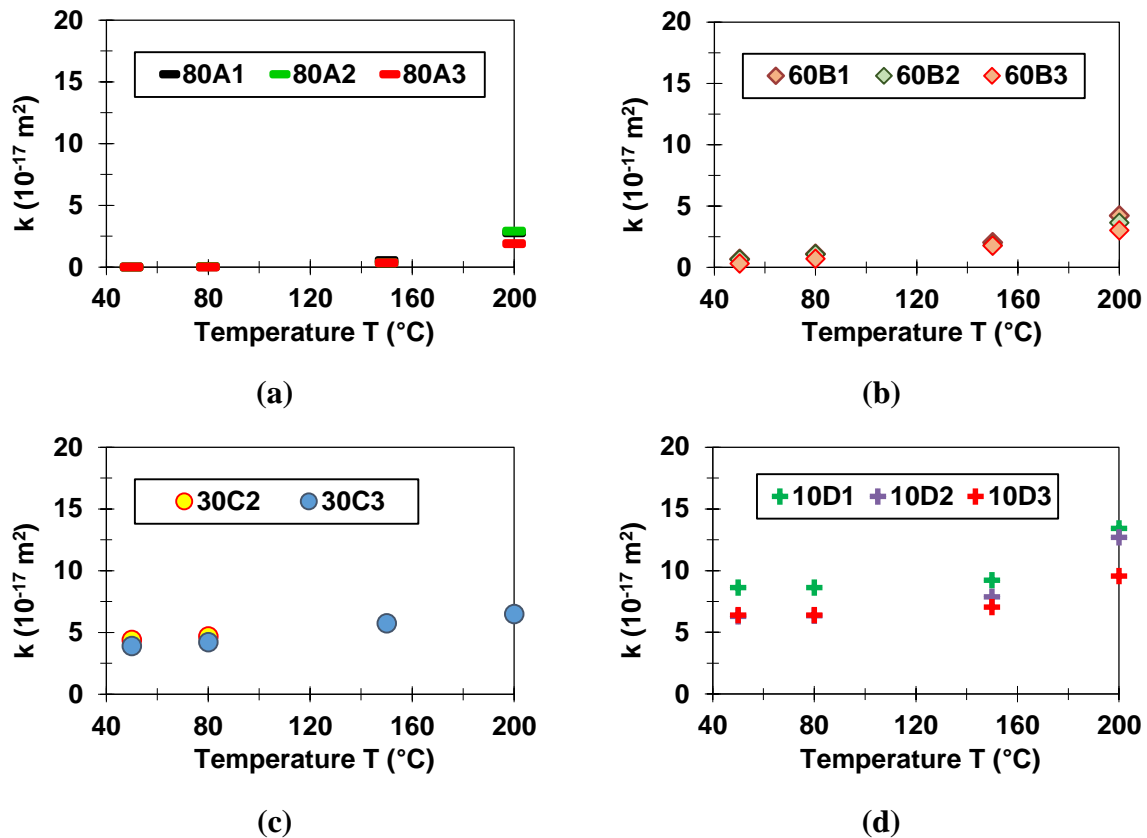 20
15
10
5
0
k (10⁻¹⁷ m²)
80A1 80A2 80A3
40 80 120 160 200
Temperature T (°C)
(a)
20
15
10
5
0
k (10⁻¹⁷ m²)
60B1 60B2 60B3
40 80 120 160 200
Temperature T (°C)
(b)
20
15
10
5
0
k (10⁻¹⁷ m²)
30C2 30C3
40 80 120 160 200
Temperature T (°C)
(c)
20
15
10
5
0
k (10⁻¹⁷ m²)
10D1 10D2 10D3
40 80 120 160 200
Temperature T (°C)
(d)